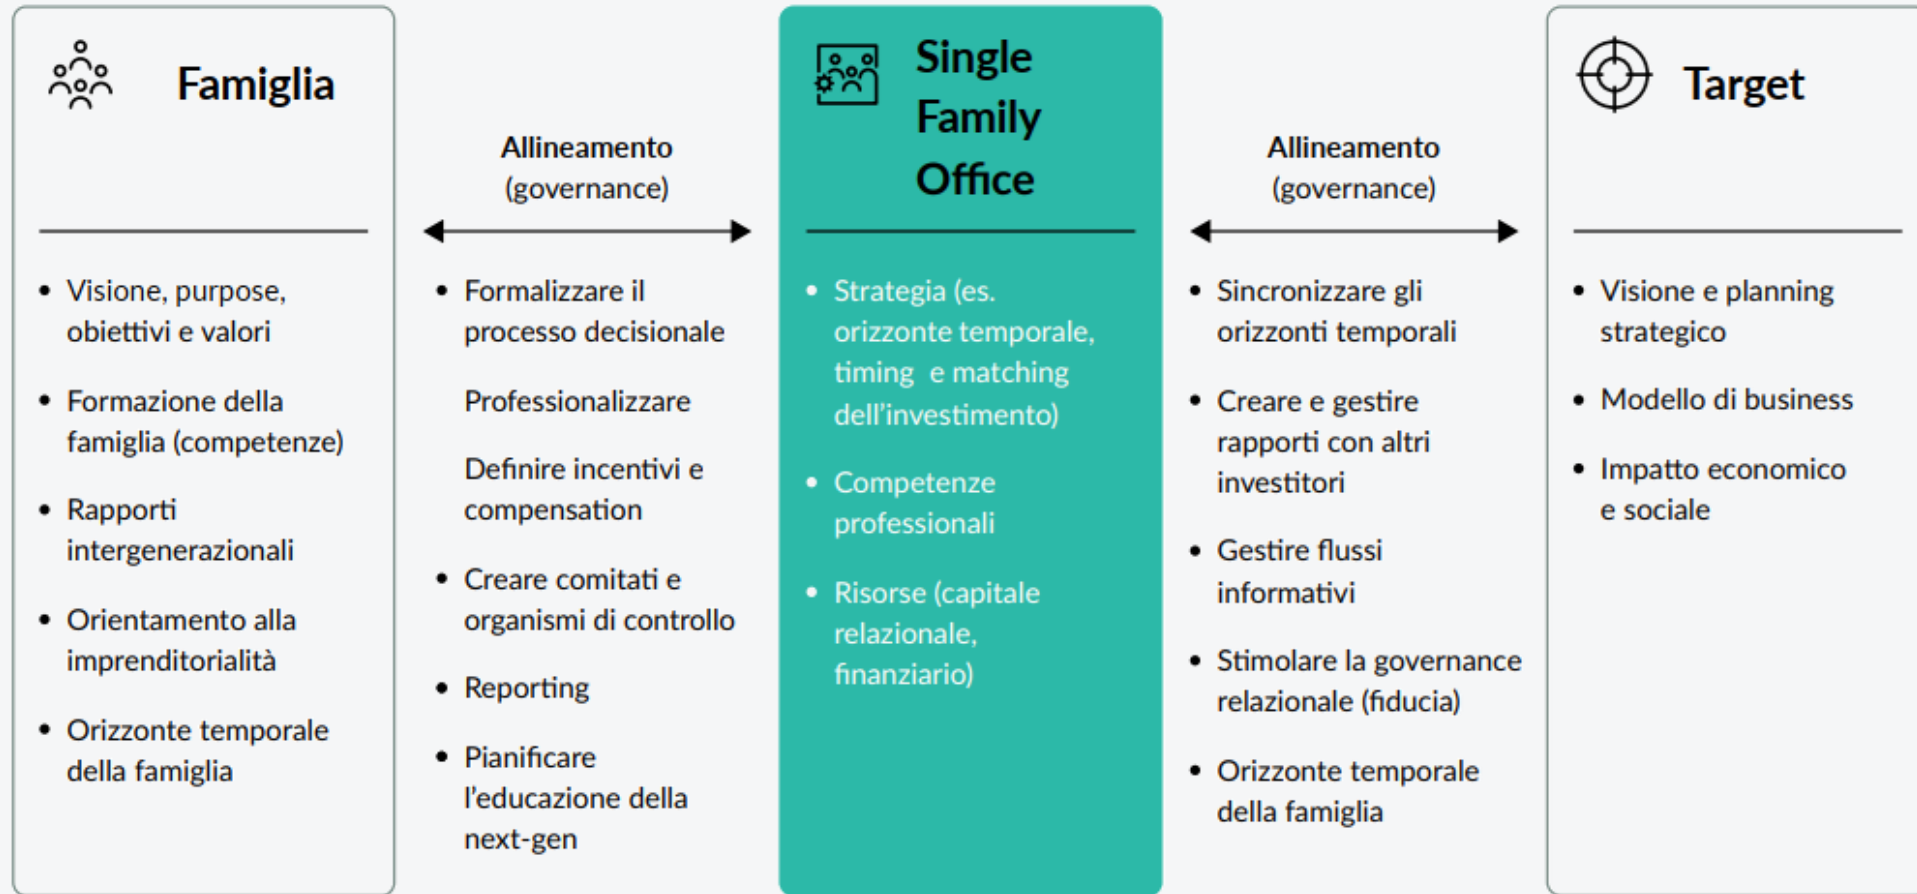 Famiglia
• Visione, purpose,
obiettivi e valori
• Formazione della
famiglia (competenze)
• Rapporti
intergenerazionali
• Orientamento alla
imprenditorialità
• Orizzonte temporale
della famiglia
Allineamento
(governance)
• Formalizzare il
processo decisionale
Professionalizzare
Definire incentivi e
compensation
• Creare comitati e
organismi di controllo
• Reporting
• Pianificare
l'educazione della
next-gen
Single
Family
Office
• Strategia (es.
orizzonte temporale,
timing e matching
dell'investimento)
• Competenze
professionali
• Risorse (capitale
relazionale,
finanziario)
Allineamento
(governance)
• Sincronizzare gli
orizzonti temporali
• Creare e gestire
rapporti con altri
investitori
• Gestire flussi
informativi
• Stimolare la governance
relazionale (fiducia)
• Orizzonte temporale
della famiglia
Target
• Visione e planning
strategico
• Modello di business
• Impatto economico
e sociale